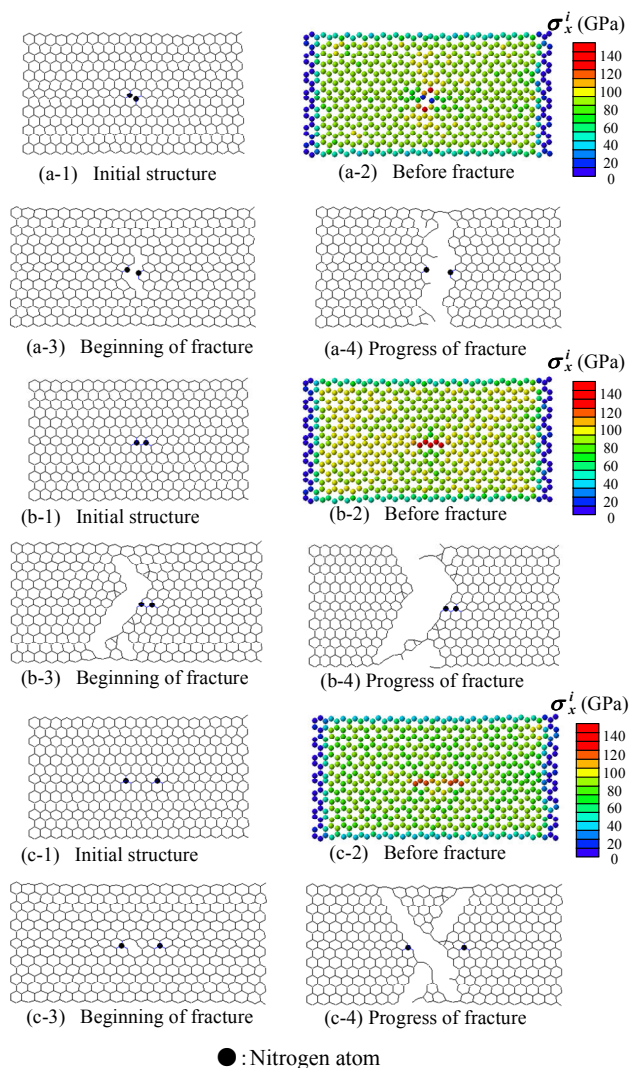 σ_x^i (GPa)
140
120
100
80
60
40
20
0
(a-1) Initial structure
(a-2) Before fracture
(a-3) Beginning of fracture
(a-4) Progress of fracture
σ_x^i (GPa)
140
120
100
80
60
40
20
0
(b-1) Initial structure
(b-2) Before fracture
(b-3) Beginning of fracture
(b-4) Progress of fracture
σ_x^i (GPa)
140
120
100
80
60
40
20
0
(c-1) Initial structure
(c-2) Before fracture
(c-3) Beginning of fracture
(c-4) Progress of fracture
: Nitrogen atom